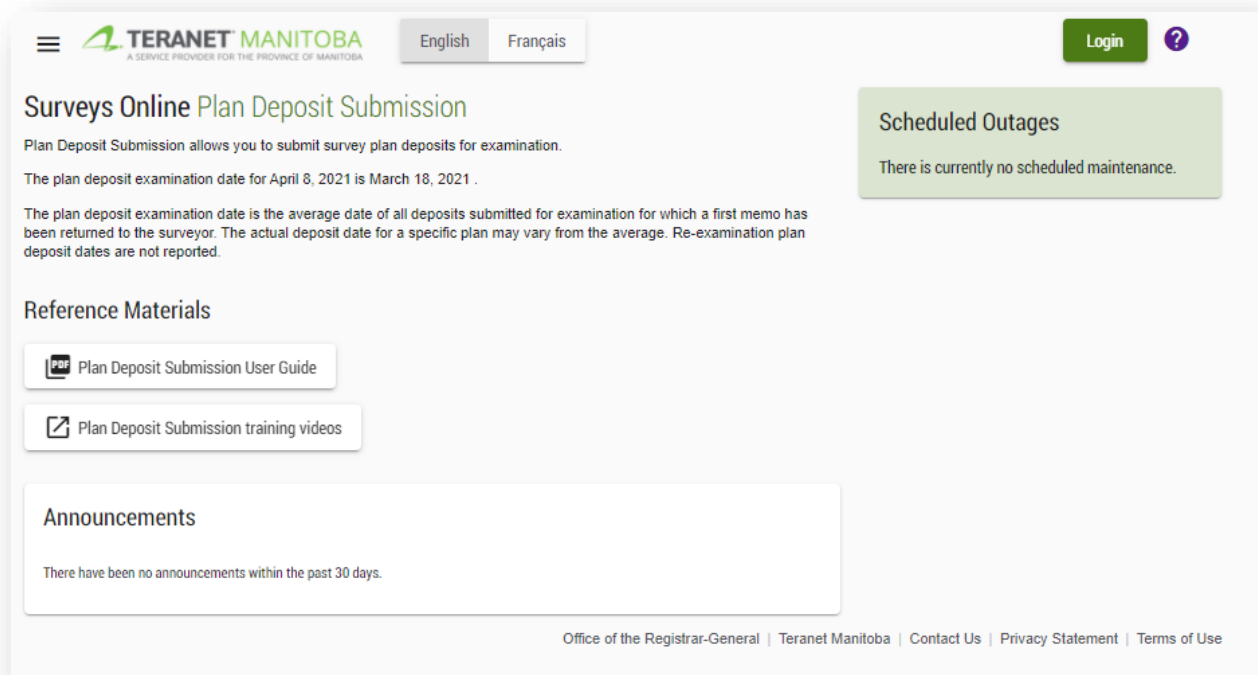 TERANET MANITOBA
A SERVICE PROVIDER FOR THE PROVINCE OF MANITOBA
English
Français
Login
?
Surveys Online Plan Deposit Submission
Plan Deposit Submission allows you to submit survey plan deposits for examination.
The plan deposit examination date for April 8, 2021 is March 18, 2021 .
The plan deposit examination date is the average date of all deposits submitted for examination for which a first memo has
been returned to the surveyor. The actual deposit date for a specific plan may vary from the average. Re-examination plan
deposit dates are not reported.
Scheduled Outages
There is currently no scheduled maintenance.
Reference Materials
PDF Plan Deposit Submission User Guide
Plan Deposit Submission training videos
Announcements
There have been no announcements within the past 30 days.
Office of the Registrar-General | Teranet Manitoba | Contact Us | Privacy Statement | Terms of Use